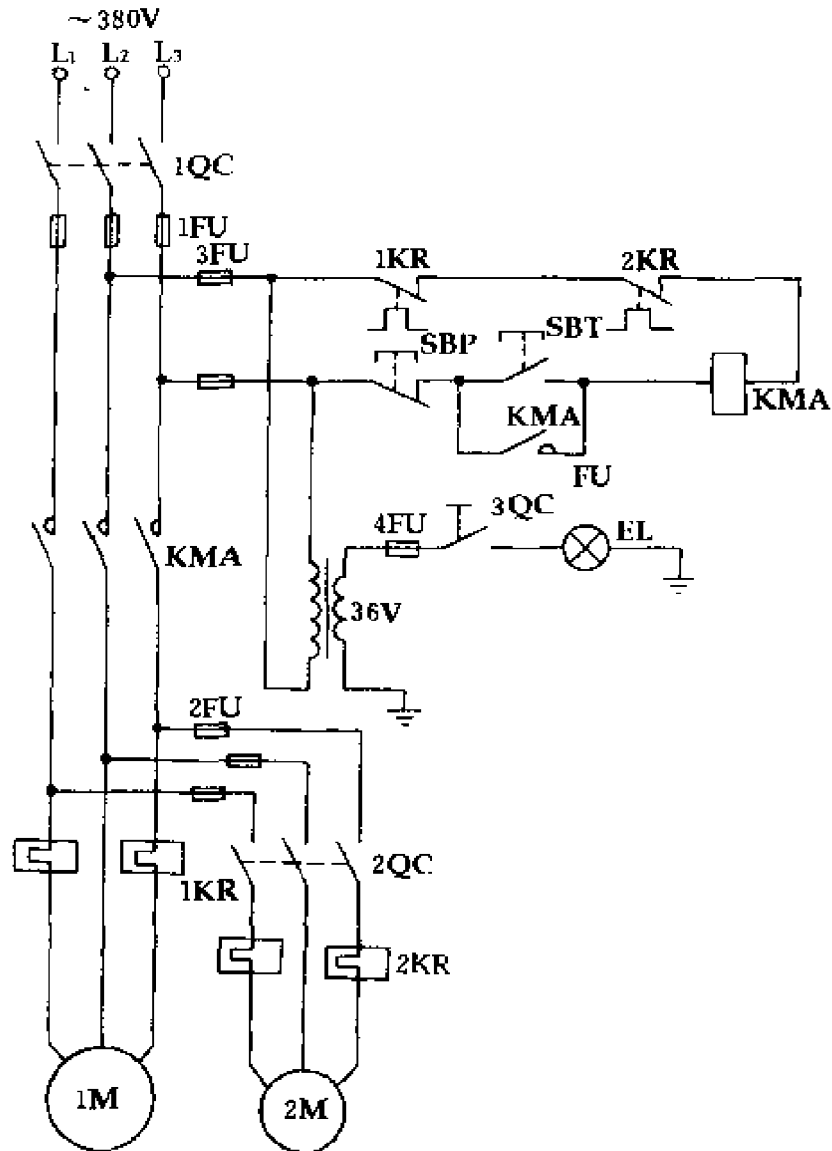 ~380V
L₁ L₂ L₃
1QC
1FU
3FU
1KR 2KR
SBP SBT
KMA
KMA
FU
4FU 3QC
EL
KMA
36V
2FU
1KR
2QC
2KR
1M
2M